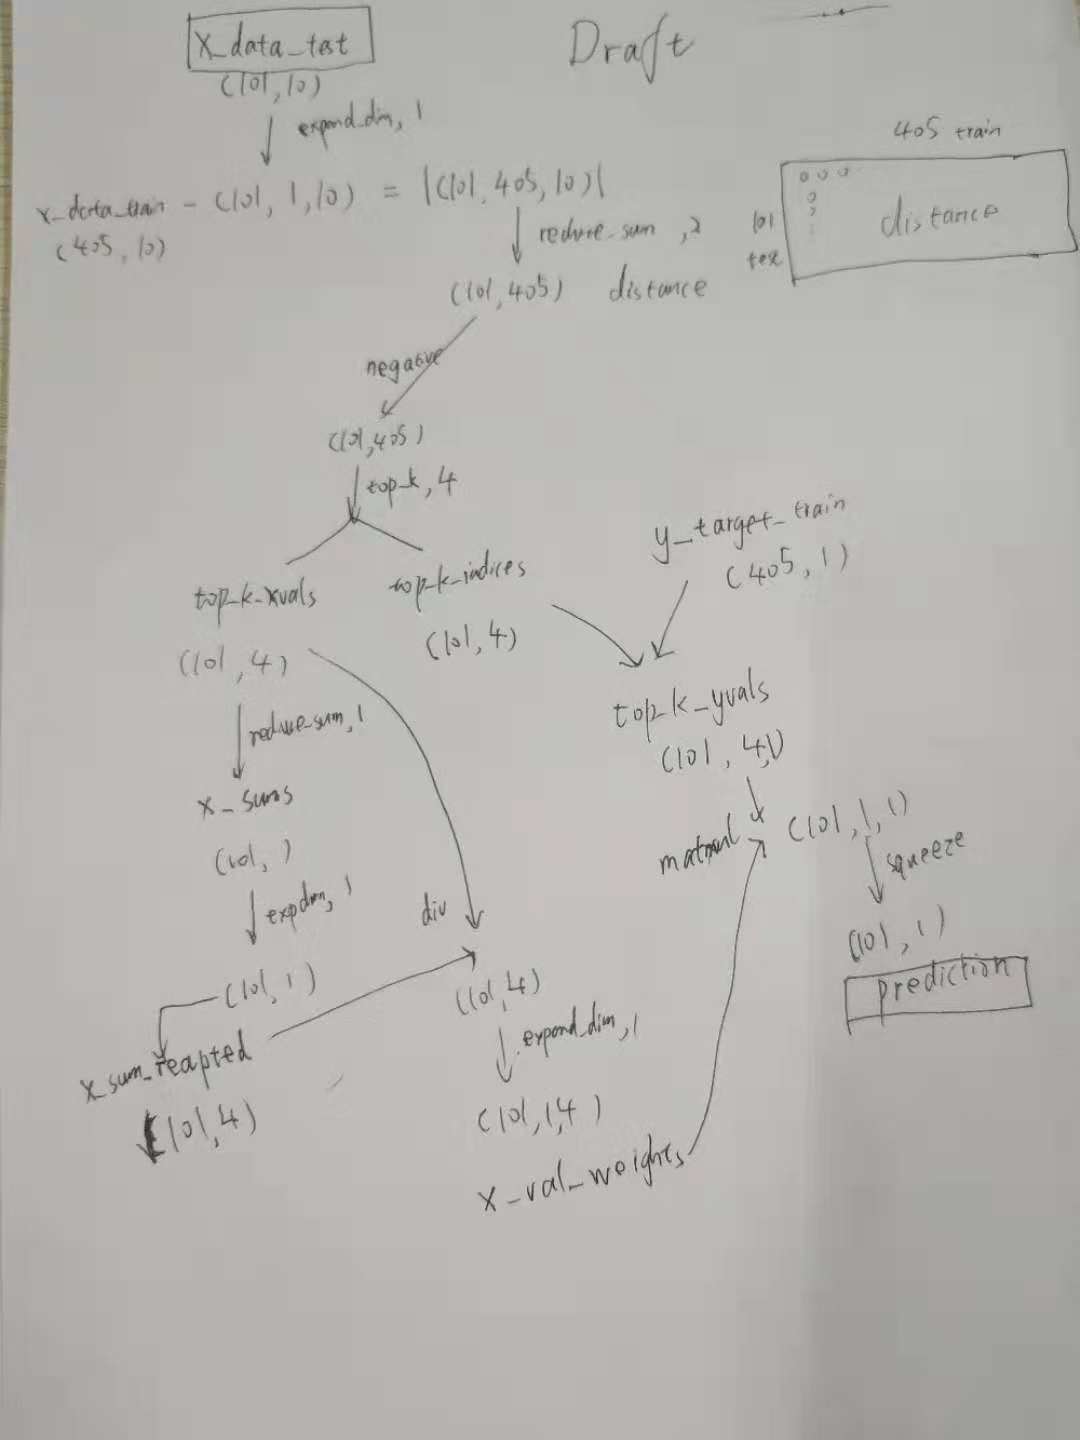 Draft
x_data_test
(101,10)
expand_dim, 1
405 train
x_data_train - (101, 1, 10) = |(101, 405, 10)|
(405, 10)
reduce_sum, 2
101
test
distance
(101,405) distance
negative
(101,405)
top_k, 4
y_target_train
(405, 1)
top_k_xvals
top_k_indices
(101, 4)
(101, 4)
top_k_yvals
(101, 4,1)
reduce_sum, 1
x_sums
(101, )
matmul
(101, 1, 1)
squeeze
expdim, 1
div
(101, 1)
prediction
(101, 1)
(101, 4)
expand_dim, 1
x_sum_reapted
(101,4)
(101,1,4)
x_val_weights